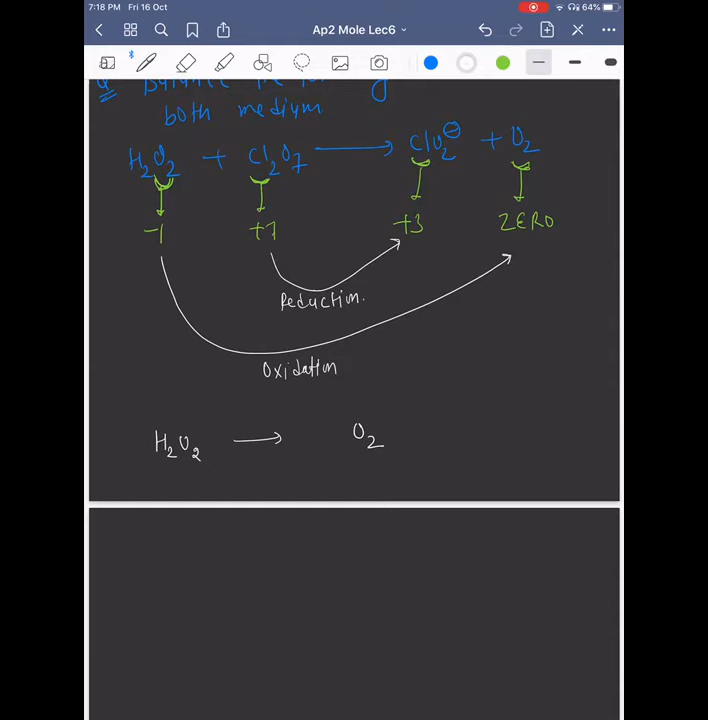 7:18 PM Fri 16 Oct
64%
Ap2 Mole Lec6
both medium
H2O2 + Cl2O7 → ClO2⊖ + O2
-1 +7 +3 ZERO
Reduction.
Oxidation
H2O2 → O2